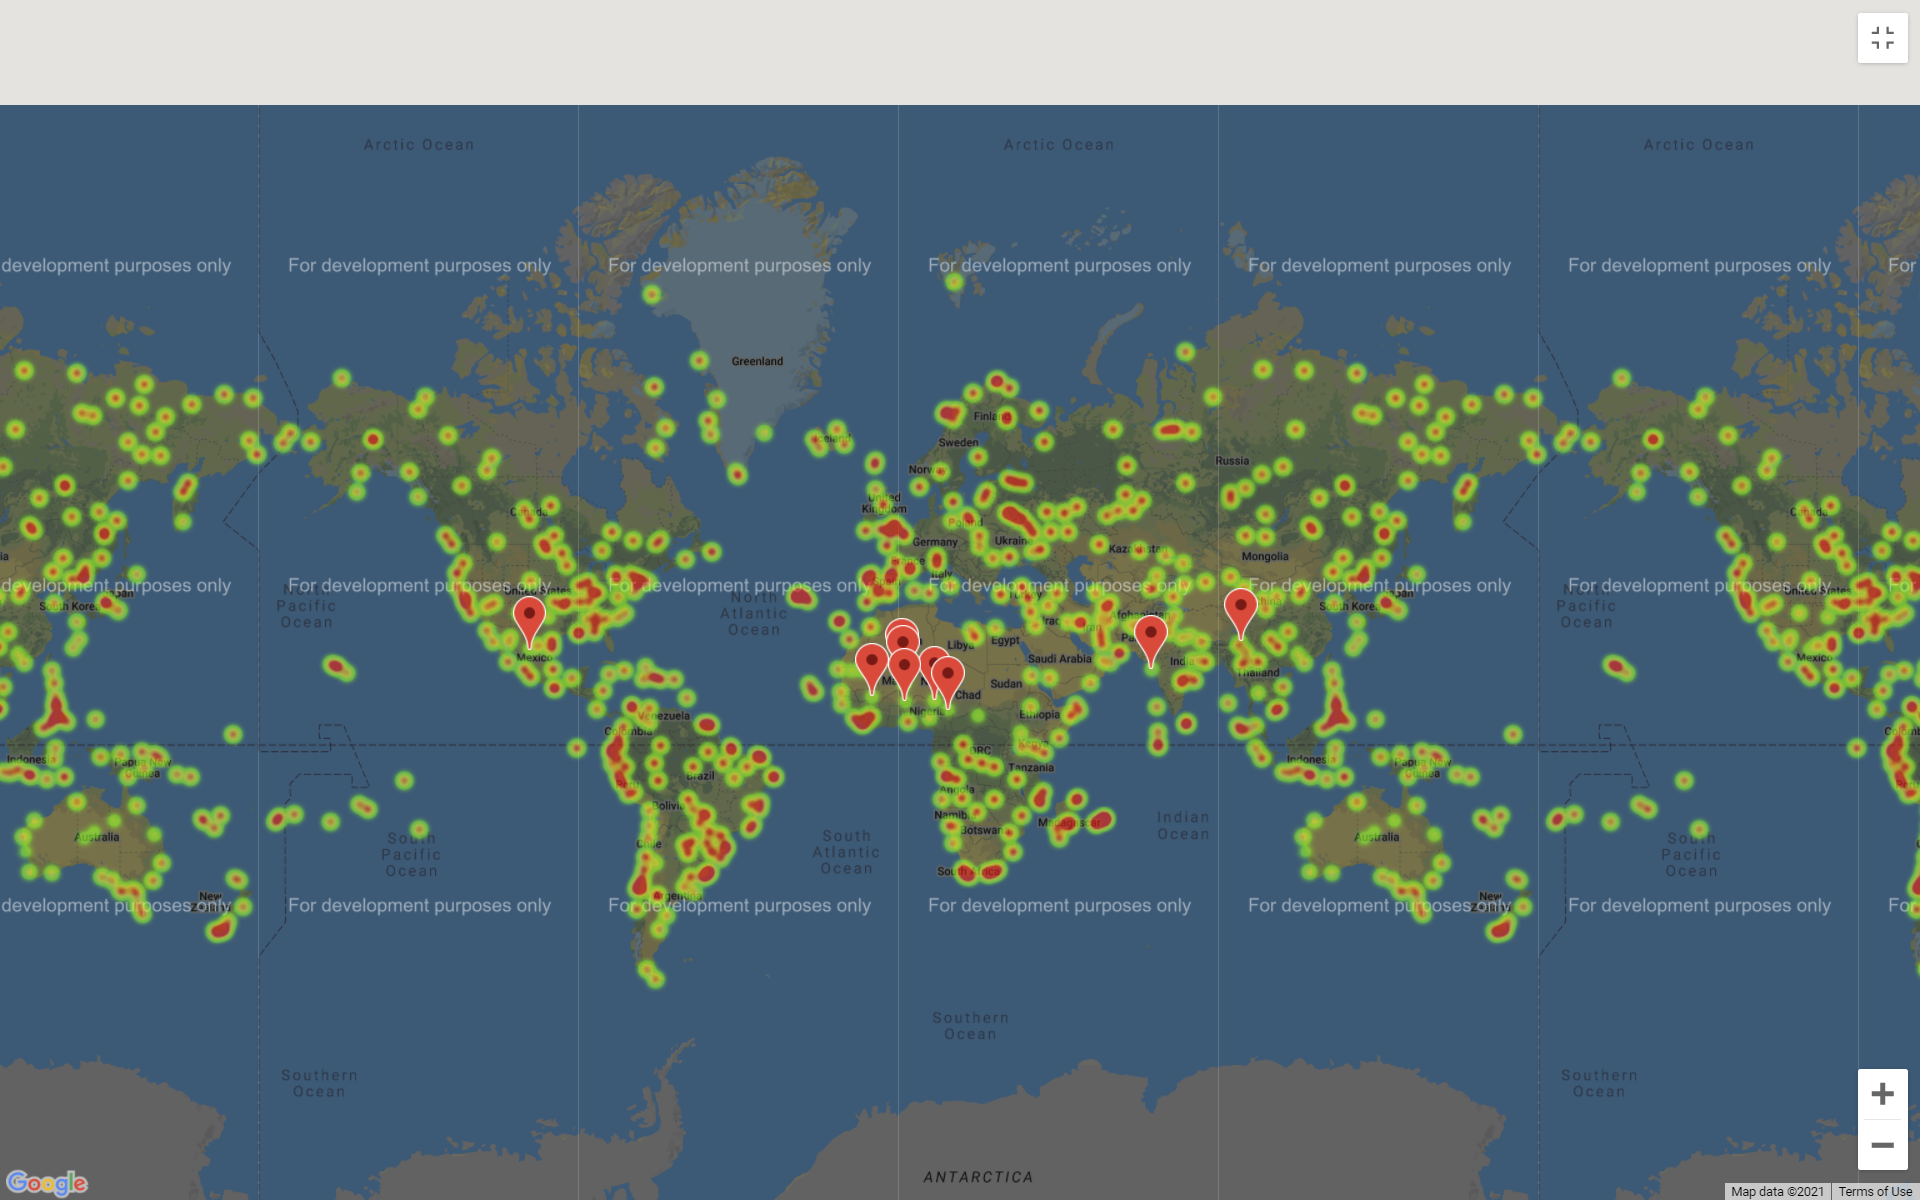 Arctic Ocean
Arctic Ocean
Arctic Ocean
development purposes only
For development purposes only
For development purposes only
For development purposes only
For development purposes only
For development purposes only
For
Greenland
Iceland
Finland
Sweden
Norway
Russia
United
Kingdom
Canada
Poland
Germany
Ukraine
Kazakhstan
Mongolia
Canada
France
Italy
Spain
development purposes only
For development purposes only
For development purposes only
For development purposes only
For development purposes only
For development purposes only
For
North
Pacific
Ocean
United States
North
Atlantic
Ocean
Turkey
Afghanistan
Iraq
Iran
China
South Korea
Japan
North
Pacific
Ocean
United States
South Korea
Japan
Mexico
Libya
Egypt
Saudi Arabia
India
Thailand
Mexico
Sudan
Chad
Nigeria
Ethiopia
Venezuela
Colombia
DRC
Kenya
Tanzania
Indonesia
Papua New
Guinea
Peru
Brazil
Bolivia
Angola
Namibia
Botswana
Madagascar
Indian
Ocean
Indonesia
Papua New
Guinea
Australia
South
Pacific
Ocean
Chile
South
Atlantic
Ocean
South Africa
Australia
South
Pacific
Ocean
Argentina
New
Zealand
New
Zealand
development purposes only
For development purposes only
For development purposes only
For development purposes only
For development purposes only
For development purposes only
For
Southern
Ocean
Southern
Ocean
Southern
Ocean
ANTARCTICA
Google
Map data ©2021
Terms of Use